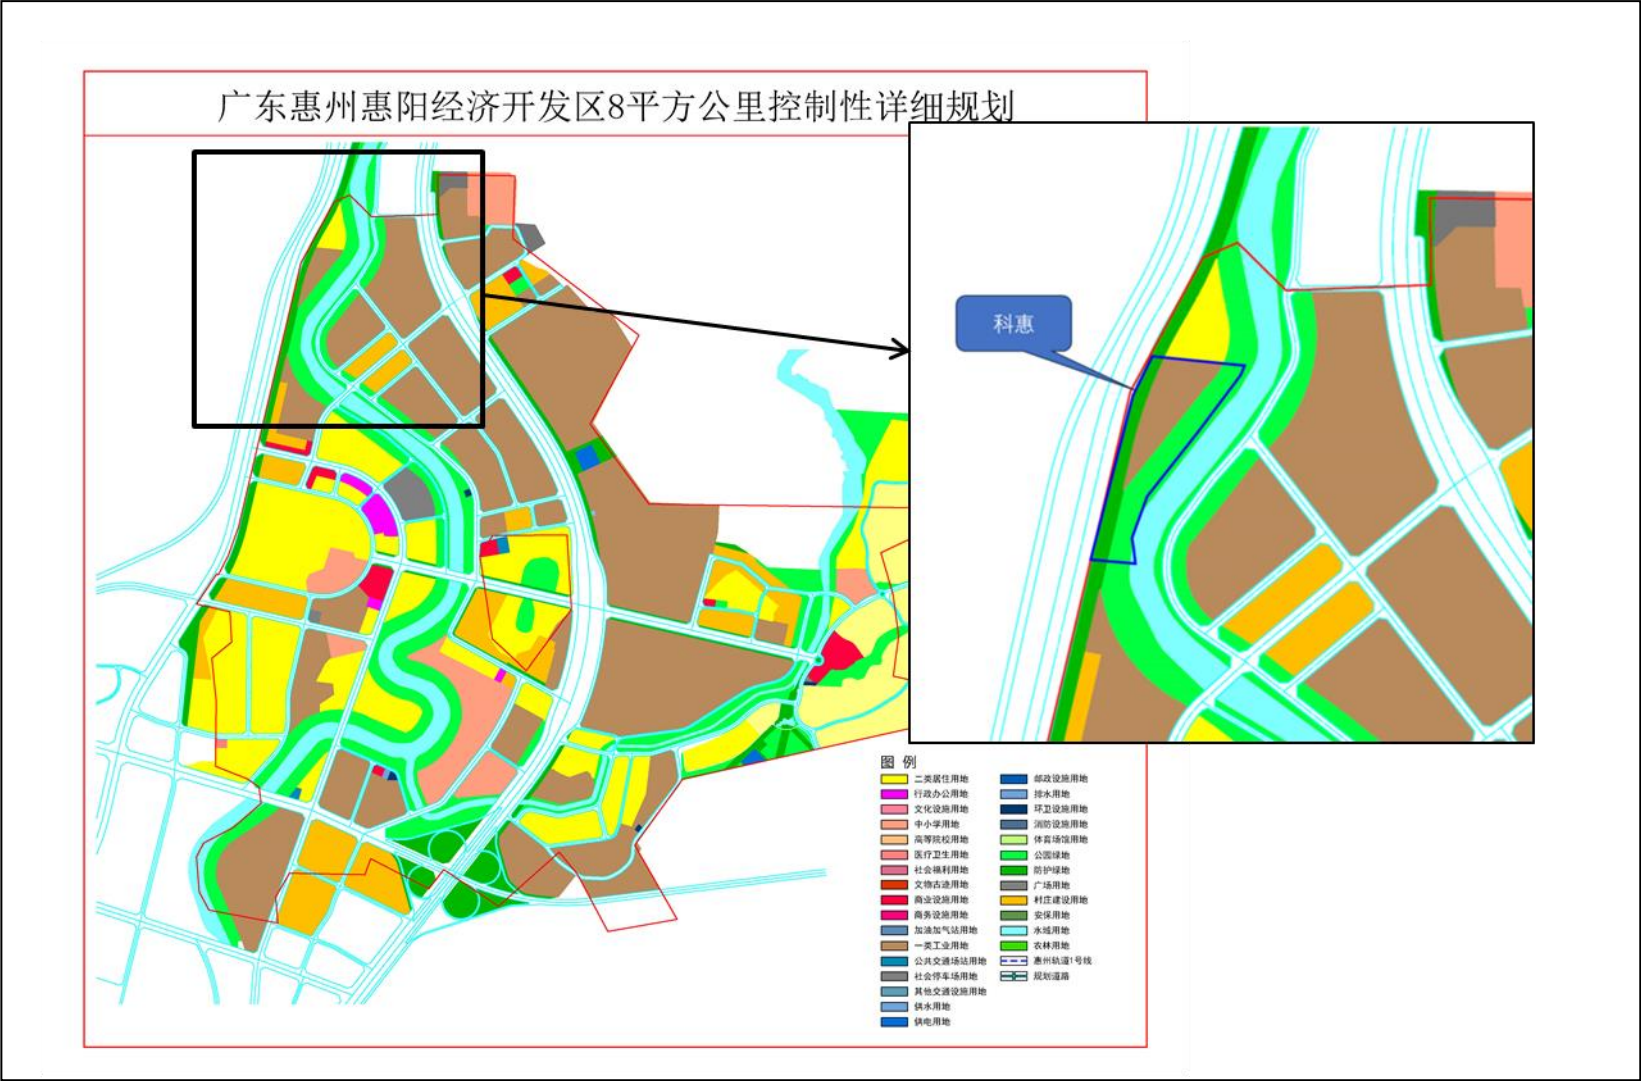 广东惠州惠阳经济开发区8平方公里控制性详细规划
科惠
图 例
二类居住用地
行政办公用地
文化设施用地
中小学用地
高等院校用地
医疗卫生用地
社会福利用地
文物古迹用地
商业设施用地
商务设施用地
加油加气站用地
一类工业用地
公共交通场站用地
社会停车场用地
其他交通设施用地
供水用地
供电用地
邮政设施用地
排水用地
环卫设施用地
消防设施用地
体育场馆用地
公园绿地
防护绿地
广场用地
村庄建设用地
安保用地
水域用地
农林用地
惠州轨道1号线
规划道路